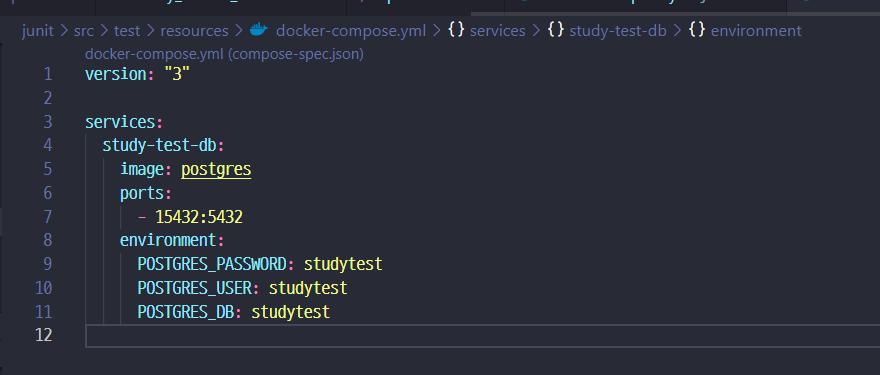 junit > src > test > resources > docker-compose.yml > {} services > {} study-test-db > {} environment
docker-compose.yml (compose-spec.json)
1 version: "3"
2
3 services:
4 study-test-db:
5 image: postgres
6 ports:
7 - 15432:5432
8 environment:
9 POSTGRES_PASSWORD: studytest
10 POSTGRES_USER: studytest
11 POSTGRES_DB: studytest
12